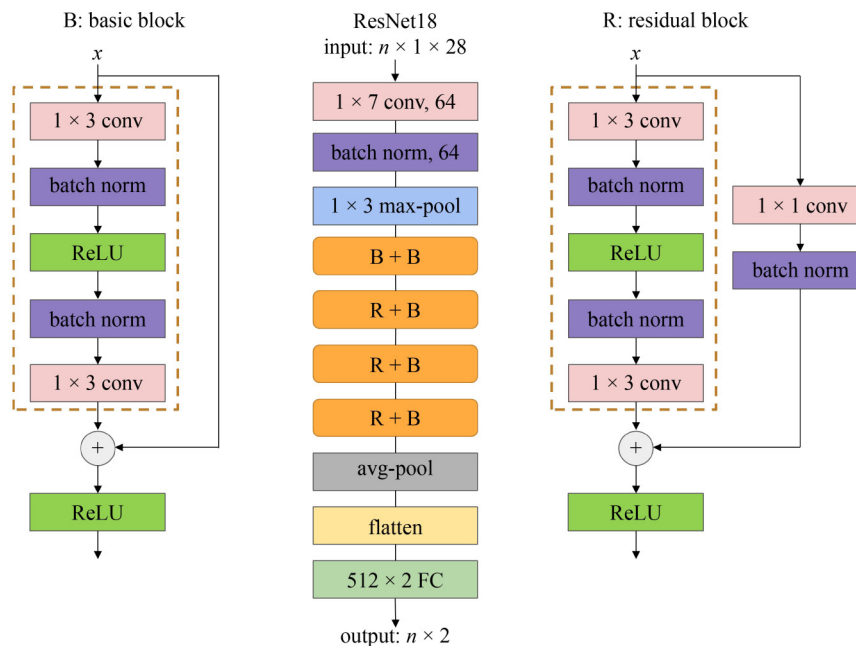 B: basic block
x
1 × 3 conv
batch norm
ReLU
batch norm
1 × 3 conv
+
ReLU
ResNet18
input: n × 1 × 28
1 × 7 conv, 64
batch norm, 64
1 × 3 max-pool
B + B
R + B
R + B
R + B
avg-pool
flatten
512 × 2 FC
output: n × 2
R: residual block
x
1 × 3 conv
batch norm
ReLU
batch norm
1 × 3 conv
+
ReLU
1 × 1 conv
batch norm